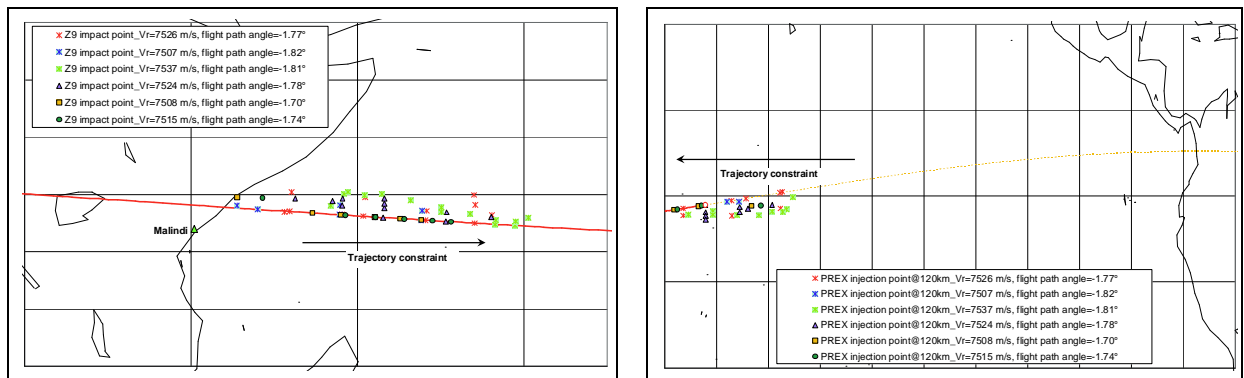 Z9 impact point_Vr=7526 m/s, flight path angle=-1.77°
Z9 impact point_Vr=7507 m/s, flight path angle=-1.82°
Z9 impact point_Vr=7537 m/s, flight path angle=-1.81°
Z9 impact point_Vr=7524 m/s, flight path angle=-1.78°
Z9 impact point_Vr=7508 m/s, flight path angle=-1.70°
Z9 impact point_Vr=7515 m/s, flight path angle=-1.74°
Malindi
Trajectory constraint
Trajectory constraint
PREX injection point@120km_Vr=7526 m/s, flight path angle=-1.77°
PREX injection point@120km_Vr=7507 m/s, flight path angle=-1.82°
PREX injection point@120km_Vr=7537 m/s, flight path angle=-1.81°
PREX injection point@120km_Vr=7524 m/s, flight path angle=-1.78°
PREX injection point@120km_Vr=7508 m/s, flight path angle=-1.70°
PREX injection point@120km_Vr=7515 m/s, flight path angle=-1.74°